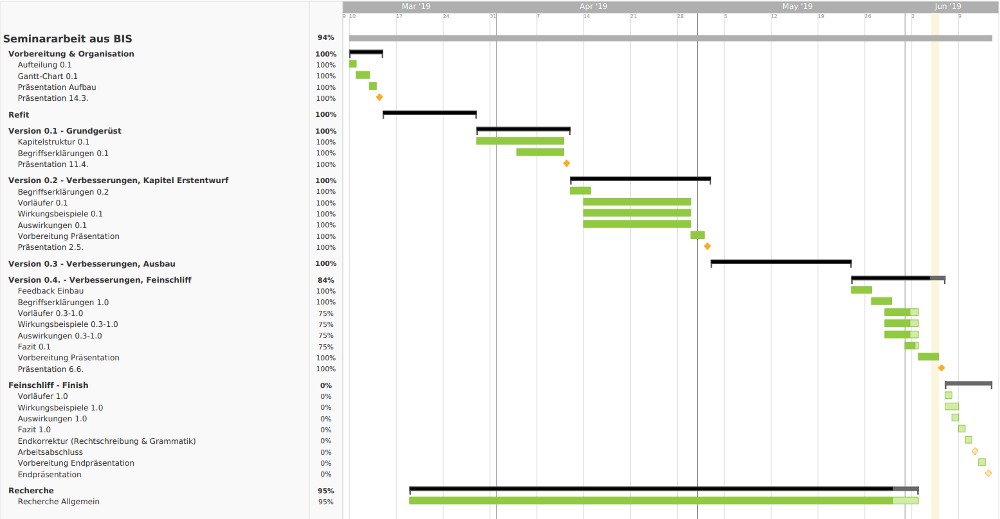 Mar '19 Apr '19 May '19 Jun '19
9 10 17 24 31 7 14 21 28 5 12 19 26 2 9
Seminararbeit aus BIS 94%
Vorbereitung & Organisation 100%
Aufteilung 0.1 100%
Gantt-Chart 0.1 100%
Präsentation Aufbau 100%
Präsentation 14.3. 100%
Refit 100%
Version 0.1 - Grundgerüst 100%
Kapitelstruktur 0.1 100%
Begriffserklärungen 0.1 100%
Präsentation 11.4. 100%
Version 0.2 - Verbesserungen, Kapitel Erstentwurf 100%
Begriffserklärungen 0.2 100%
Vorläufer 0.1 100%
Wirkungsbeispiele 0.1 100%
Auswirkungen 0.1 100%
Vorbereitung Präsentation 100%
Präsentation 2.5. 100%
Version 0.3 - Verbesserungen, Ausbau 100%
Version 0.4. - Verbesserungen, Feinschliff 84%
Feedback Einbau 100%
Begriffserklärungen 1.0 100%
Vorläufer 0.3-1.0 75%
Wirkungsbeispiele 0.3-1.0 75%
Auswirkungen 0.3-1.0 75%
Fazit 0.1 75%
Vorbereitung Präsentation 100%
Präsentation 6.6. 100%
Feinschliff - Finish 0%
Vorläufer 1.0 0%
Wirkungsbeispiele 1.0 0%
Auswirkungen 1.0 0%
Fazit 1.0 0%
Endkorrektur (Rechtschreibung & Grammatik) 0%
Arbeitsabschluss 0%
Vorbereitung Endpräsentation 0%
Endpräsentation 0%
Recherche 95%
Recherche Allgemein 95%